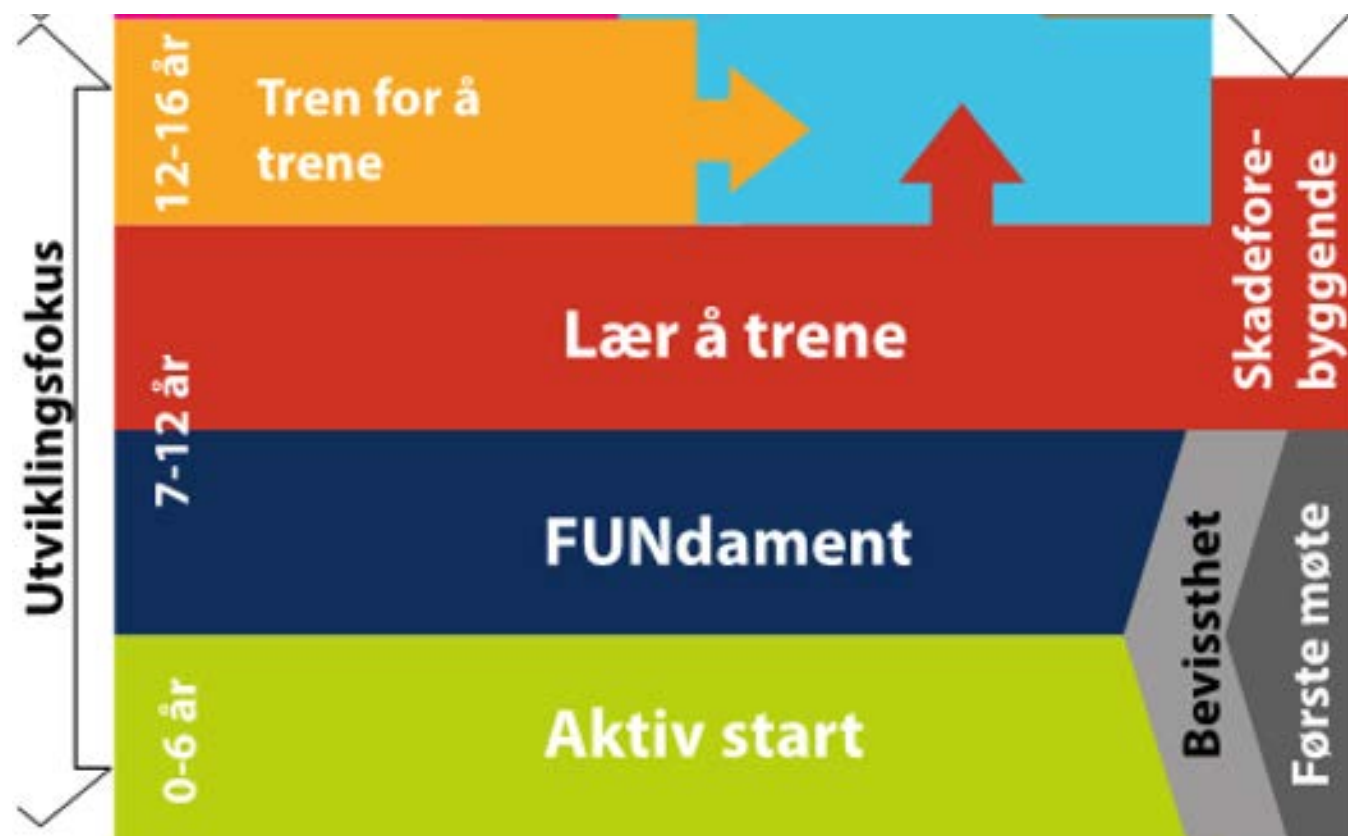 Utviklingsfokus
12-16 år
Tren for å
trene
Skadefore-
byggende
7-12 år
Lær å trene
FUNdament
Bevissthet
Første møte
0-6 år
Aktiv start